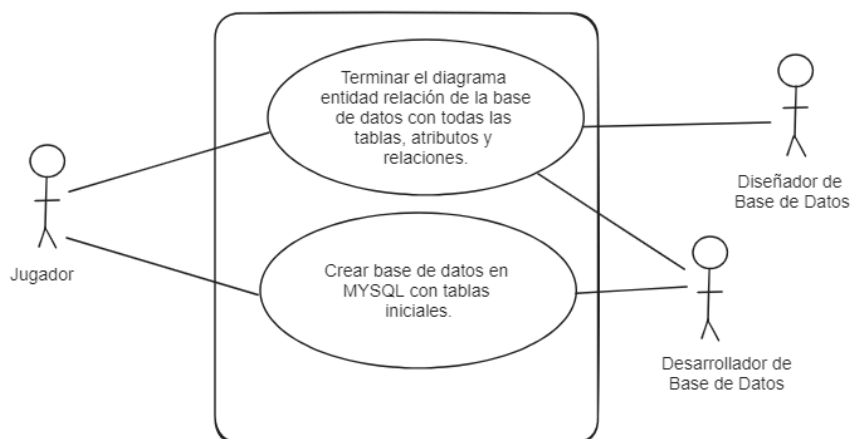 Terminar el diagrama
entidad relación de la base
de datos con todas las
tablas, atributos y
relaciones.
Diseñador de
Base de Datos
Jugador
Crear base de datos en
MYSQL con tablas
iniciales.
Desarrollador de
Base de Datos